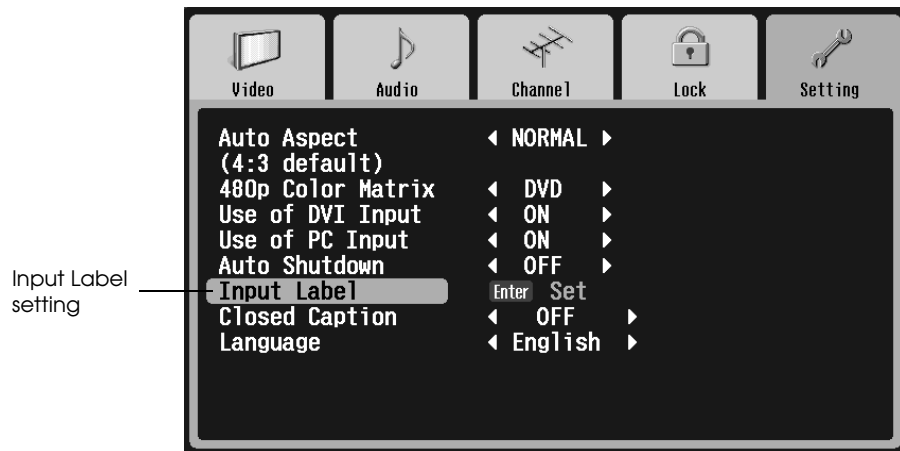 Video Audio Channel Lock Setting
Auto Aspect NORMAL
(4:3 default)
480p Color Matrix DVD
Use of DVI Input ON
Use of PC Input ON
Auto Shutdown OFF
Input Label Enter Set
Closed Caption OFF
Language English
Input Label
setting